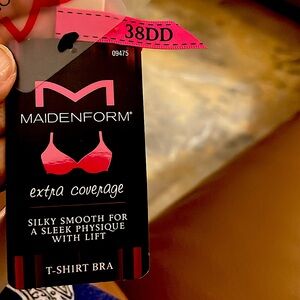 38DD
09475
MAIDENFORM®
extra coverage
SILKY SMOOTH FOR
A SLEEK PHYSIQUE
WITH LIFT
T-SHIRT BRA